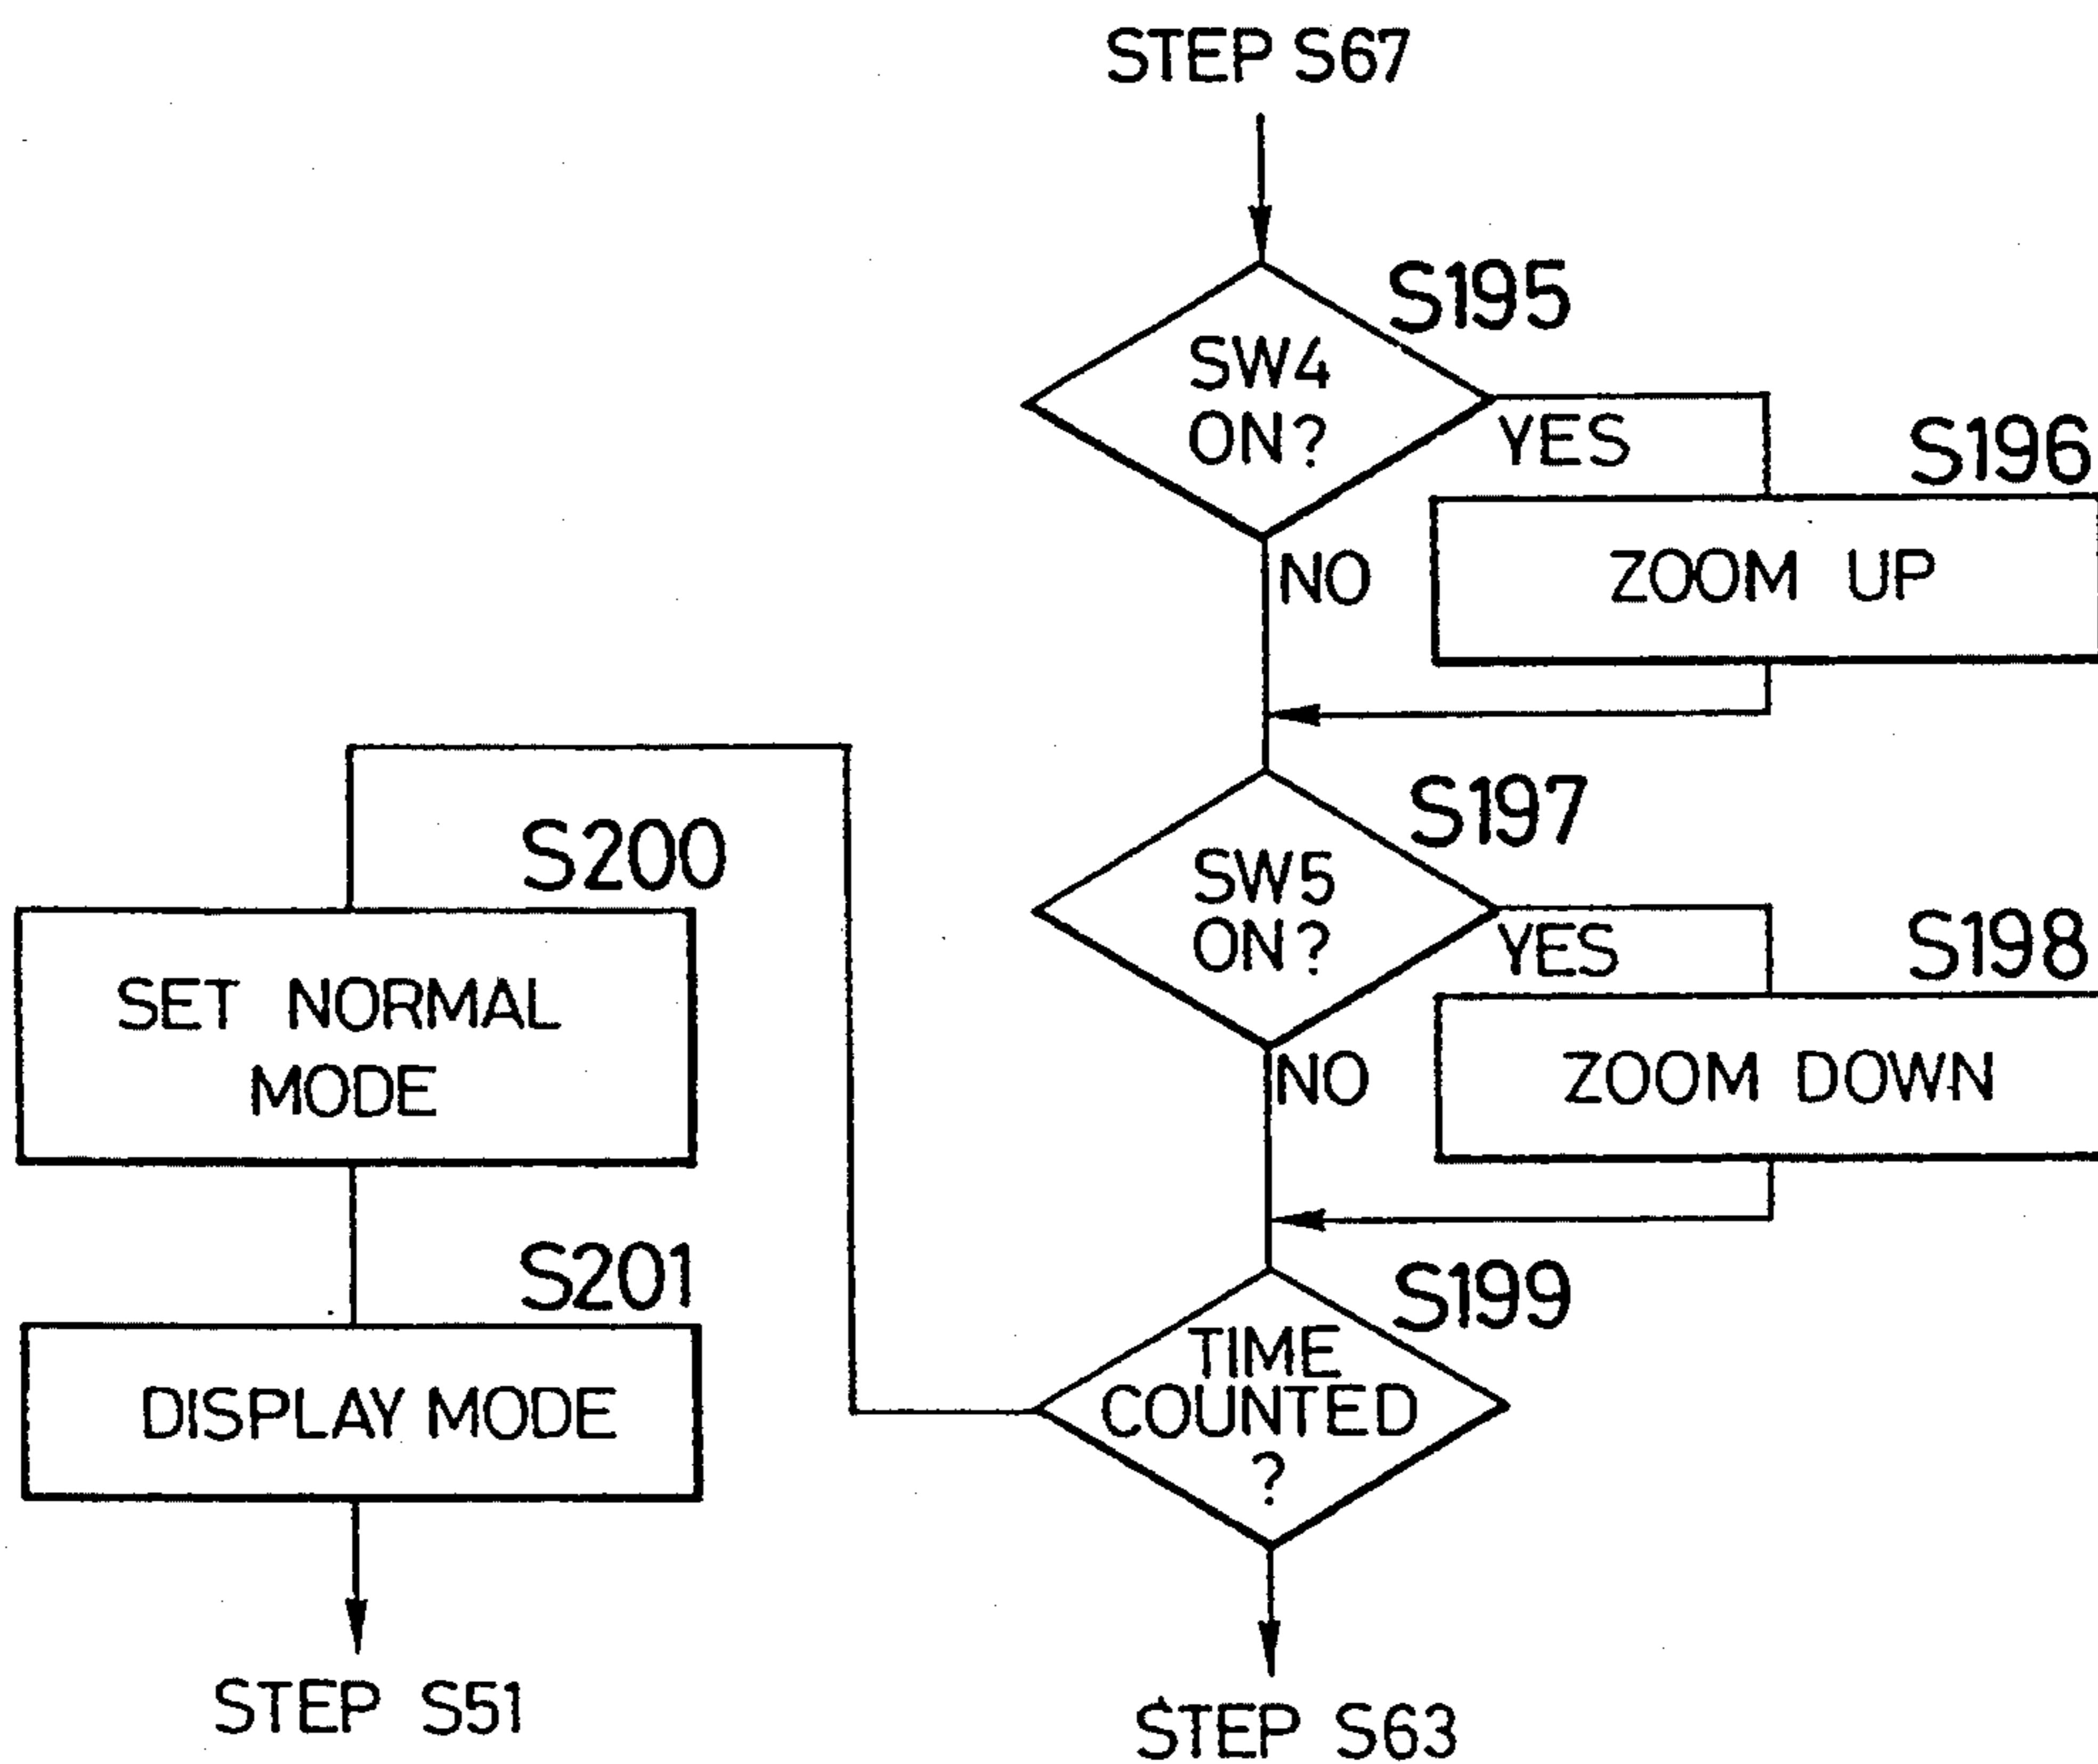 STEP S67
S195
SW4
ON?
YES
S196
NO
ZOOM UP
S197
SW5
ON?
YES
S198
NO
ZOOM DOWN
S199
TIME
COUNTED
?
STEP S63
S200
SET NORMAL
MODE
S201
DISPLAY MODE
STEP S51